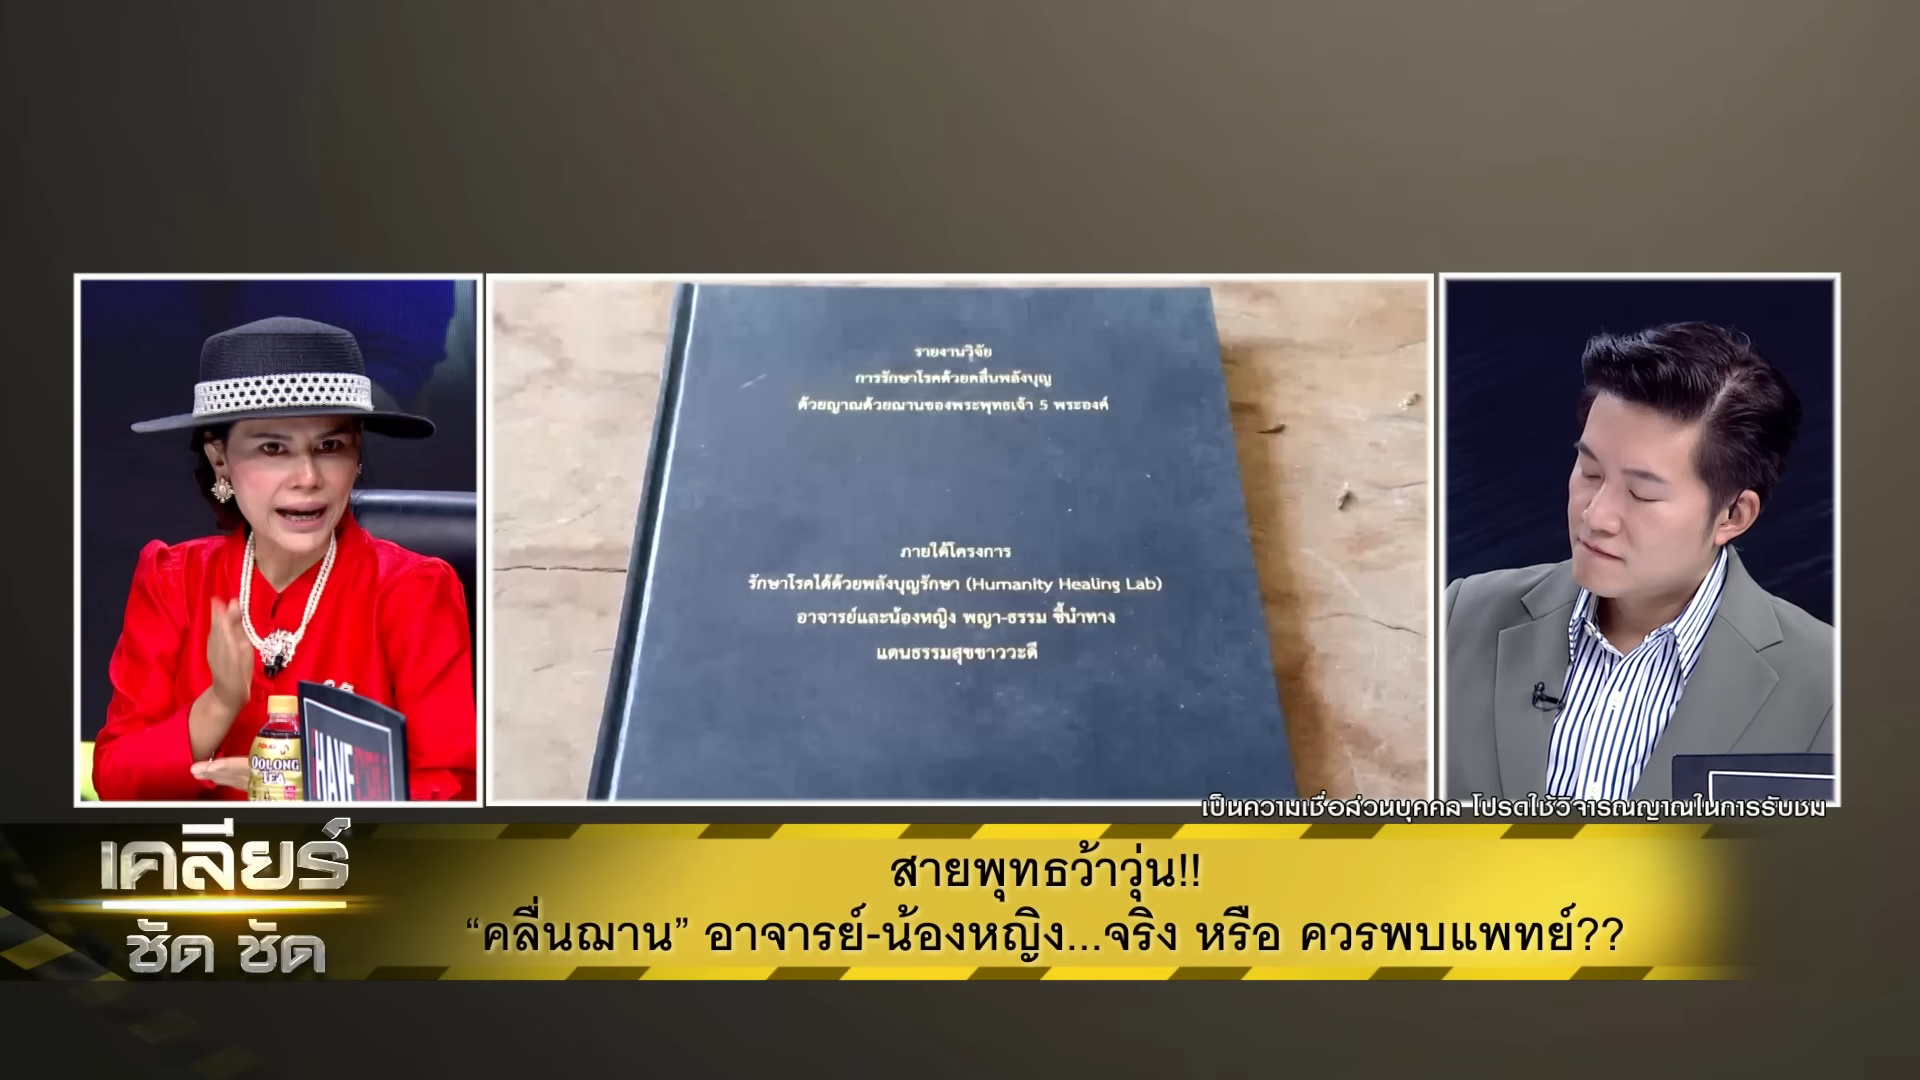 รายงานวิจัย
การรักษาโรคด้วยคลื่นพลังบุญ
ด้วยญาณด้วยฌานของพระพุทธเจ้า 5 พระองค์
ภายใต้โครงการ
รักษาโรคได้ด้วยพลังบุญรักษา (Humanity Healing Lab)
อาจารย์และน้องหญิง พญา-ธรรม ชี้นำทาง
แดนธรรมสุขขาววะดี
OOLONG
TEA
HAVE
เป็นความเชื่อส่วนบุคคล โปรดใช้วิจารณญาณในการรับชม
เคลียร์
ชัด ชัด
สายพุทธว้าวุ่น!!
“คลื่นฌาน” อาจารย์-น้องหญิง...จริง หรือ ควรพบแพทย์??